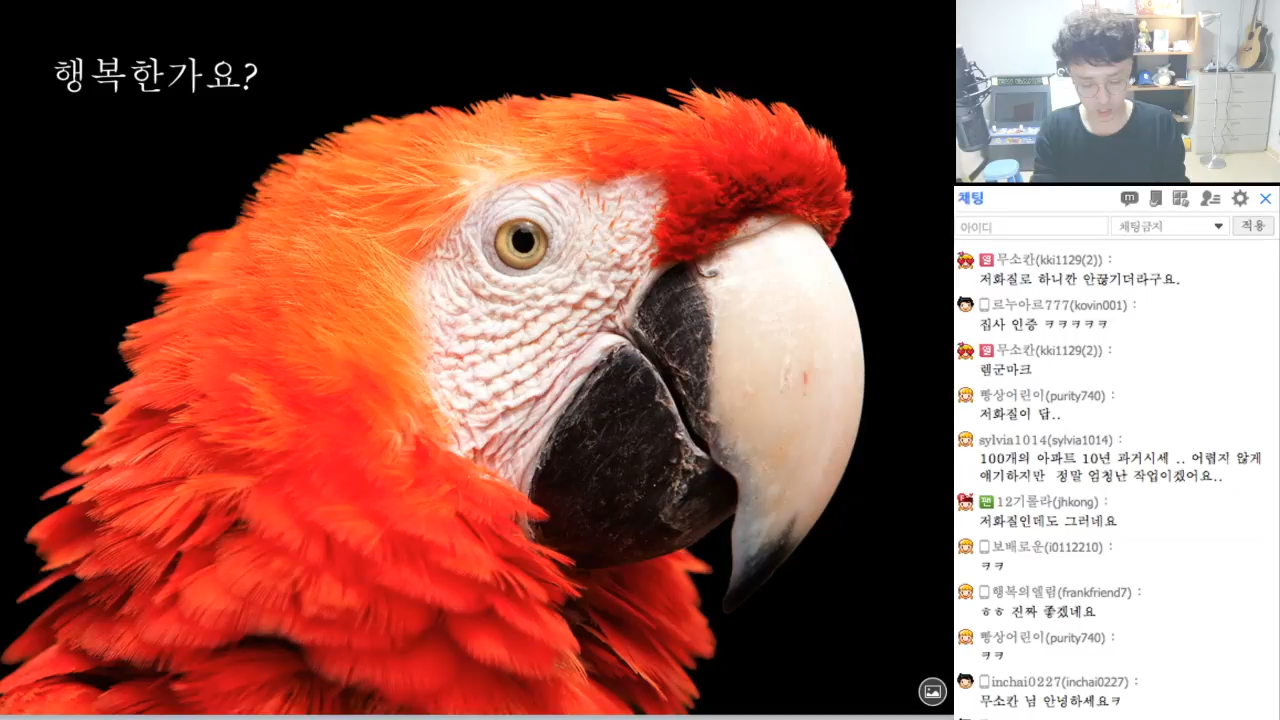 행복한가요?
채팅
아이디
채팅금지
적용
열 무소칸(kki1129(2)) :
저화질로 하니깐 안끊기더라구요.
르누아르777(kovin001) :
집사 인증 ㅋㅋㅋㅋㅋ
열 무소칸(kki1129(2)) :
렘군마크
빵상어린이(purity740) :
저화질이 답..
sylvia1014(sylvia1014) :
100개의 아파트 10년 과거시세 .. 어렵지 않게
얘기하지만 정말 엄청난 작업이겠어요..
팬 12기롤라(jhkong) :
저화질인데도 그러네요
보배로운(i0112210) :
ㅋㅋ
행복의엘림(frankfriend7) :
ㅎㅎ 진짜 좋겠네요
빵상어린이(purity740) :
ㅋㅋ
inchai0227(inchai0227) :
무소칸 님 안녕하세요ㅋ